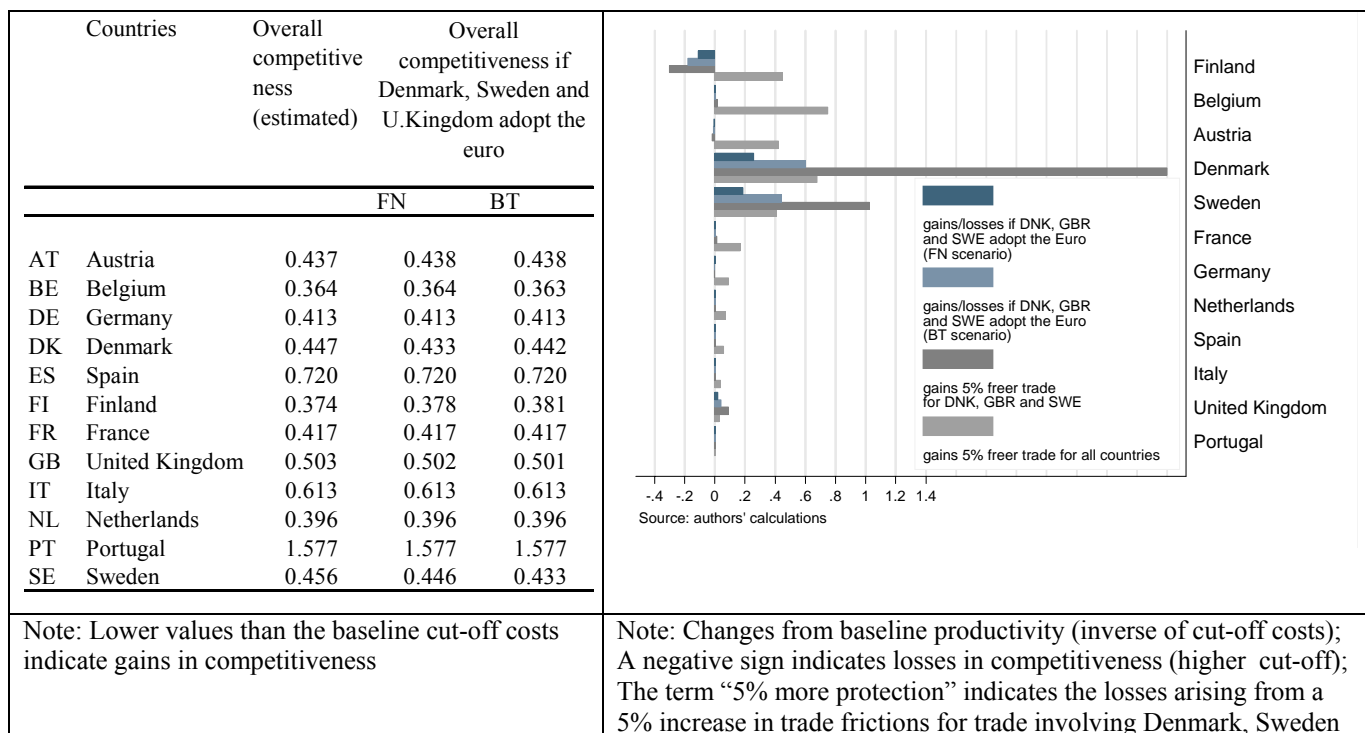 Countries
Overall
competitive
ness
(estimated)
Overall
competitiveness if
Denmark, Sweden and
U.Kingdom adopt the
euro
FN BT
AT Austria 0.437 0.438 0.438
BE Belgium 0.364 0.364 0.363
DE Germany 0.413 0.413 0.413
DK Denmark 0.447 0.433 0.442
ES Spain 0.720 0.720 0.720
FI Finland 0.374 0.378 0.381
FR France 0.417 0.417 0.417
GB United Kingdom 0.503 0.502 0.501
IT Italy 0.613 0.613 0.613
NL Netherlands 0.396 0.396 0.396
PT Portugal 1.577 1.577 1.577
SE Sweden 0.456 0.446 0.433
Finland
Belgium
Austria
Denmark
Sweden
France
Germany
Netherlands
Spain
Italy
United Kingdom
Portugal
gains/losses if DNK, GBR
and SWE adopt the Euro
(FN scenario)
gains/losses if DNK, GBR
and SWE adopt the Euro
(BT scenario)
gains 5% freer trade
for DNK, GBR and SWE
gains 5% freer trade for all countries
-.4 -.2 0 .2 .4 .6 .8 1 1.2 1.4
Source: authors' calculations
Note: Lower values than the baseline cut-off costs
indicate gains in competitiveness
Note: Changes from baseline productivity (inverse of cut-off costs);
A negative sign indicates losses in competitiveness (higher cut-off);
The term “5% more protection” indicates the losses arising from a
5% increase in trade frictions for trade involving Denmark, Sweden